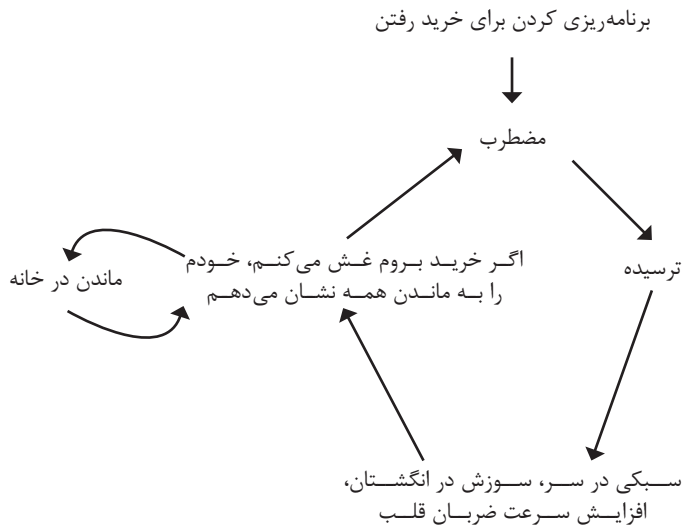 برنامه‌ریزی کردن برای خرید رفتن
مضطرب
ترسیده
اگر خرید بروم غش می‌کنم، خودم
را به ماندن همه نشان می‌دهم
ماندن در خانه
سبکی در سر، سوزش در انگشتان،
افزایش سرعت ضربان قلب